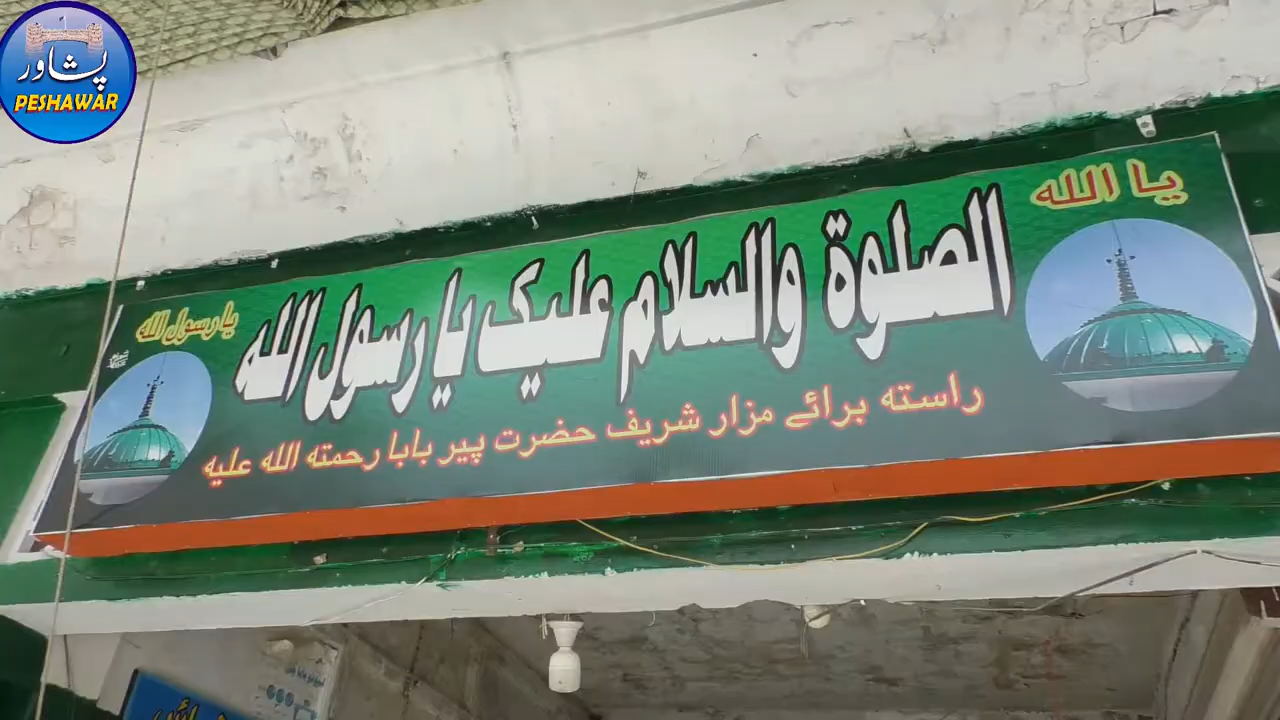 پشاور
PESHAWAR
یا اللہ
الصلوۃ والسلام علیک یا رسول اللہ
یا رسول اللہ
راستہ برائے مزار شریف حضرت پیر بابا رحمتہ اللہ علیہ